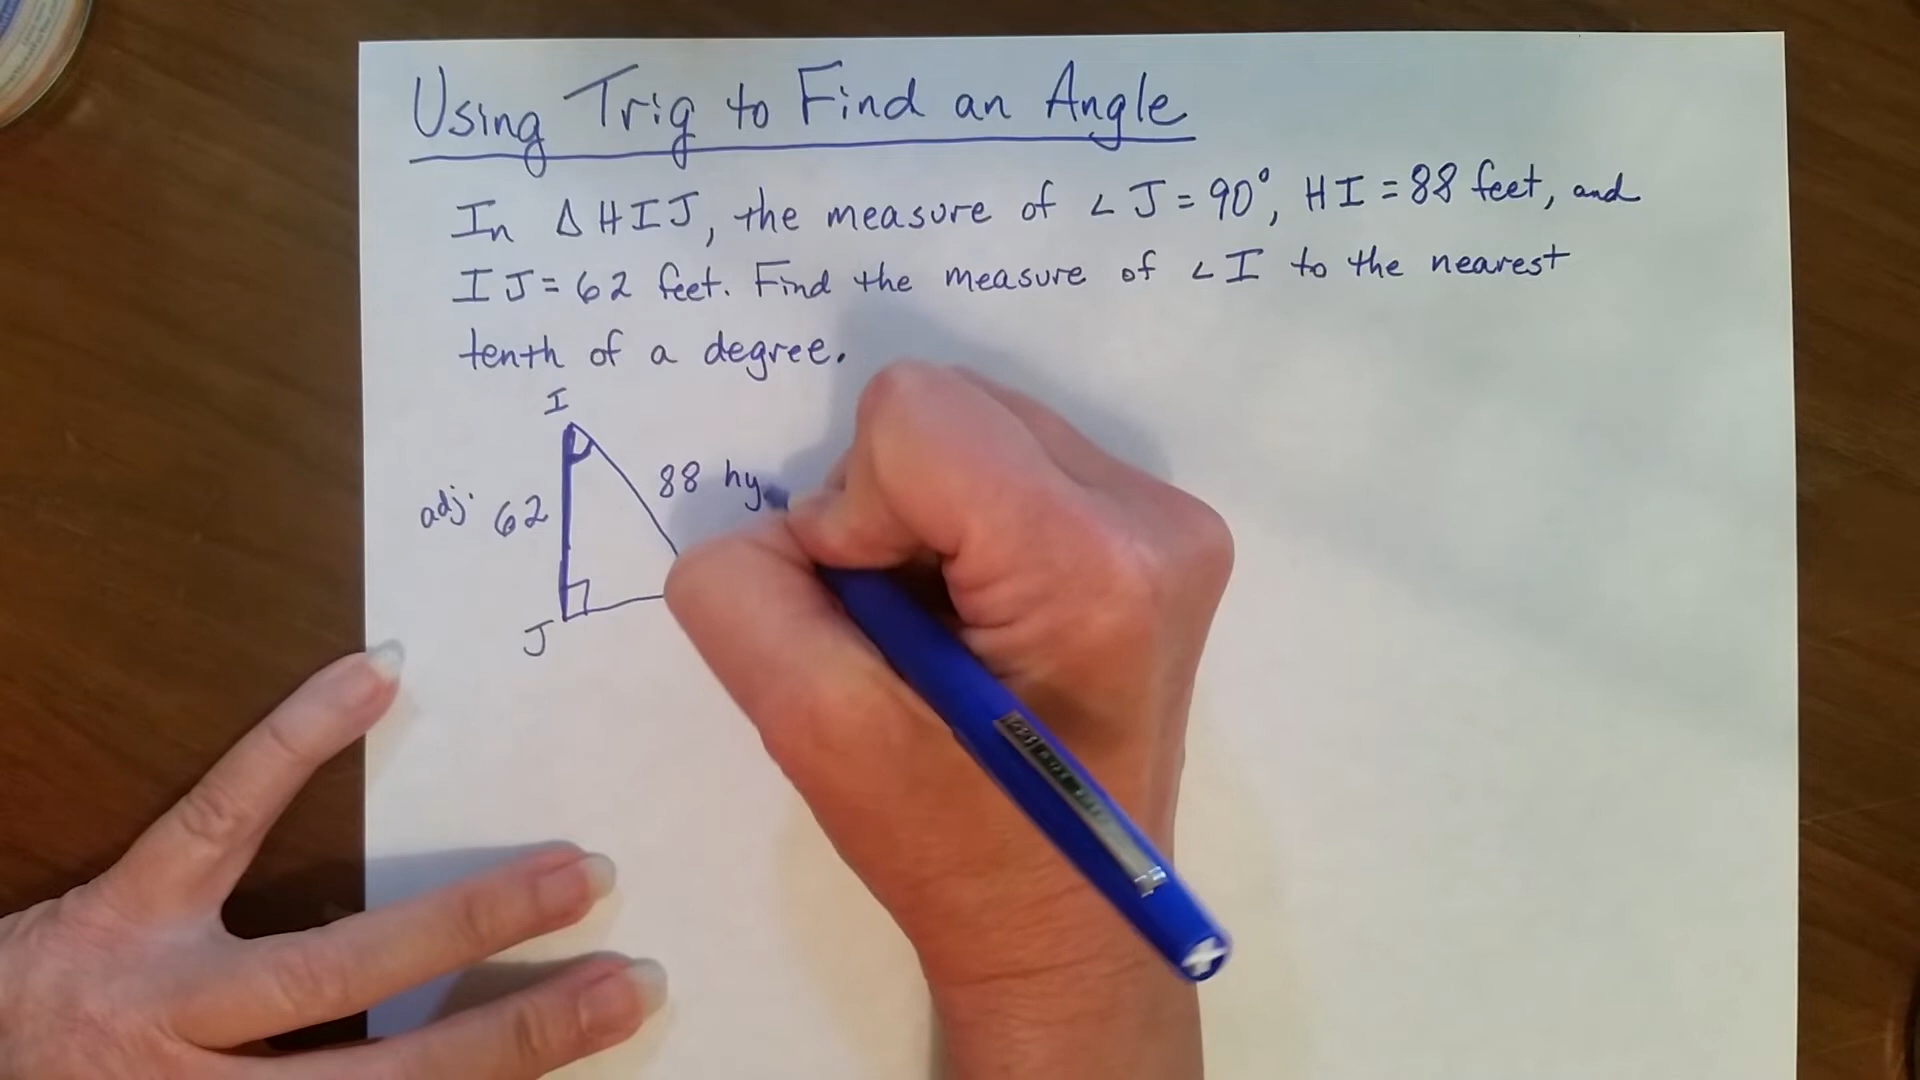 Using Trig to Find an Angle
In Δ HIJ, the measure of ∠J = 90°, HI = 88 feet, and
IJ = 62 feet. Find the measure of ∠I to the nearest
tenth of a degree.
I
88 hy
adj. 62
J